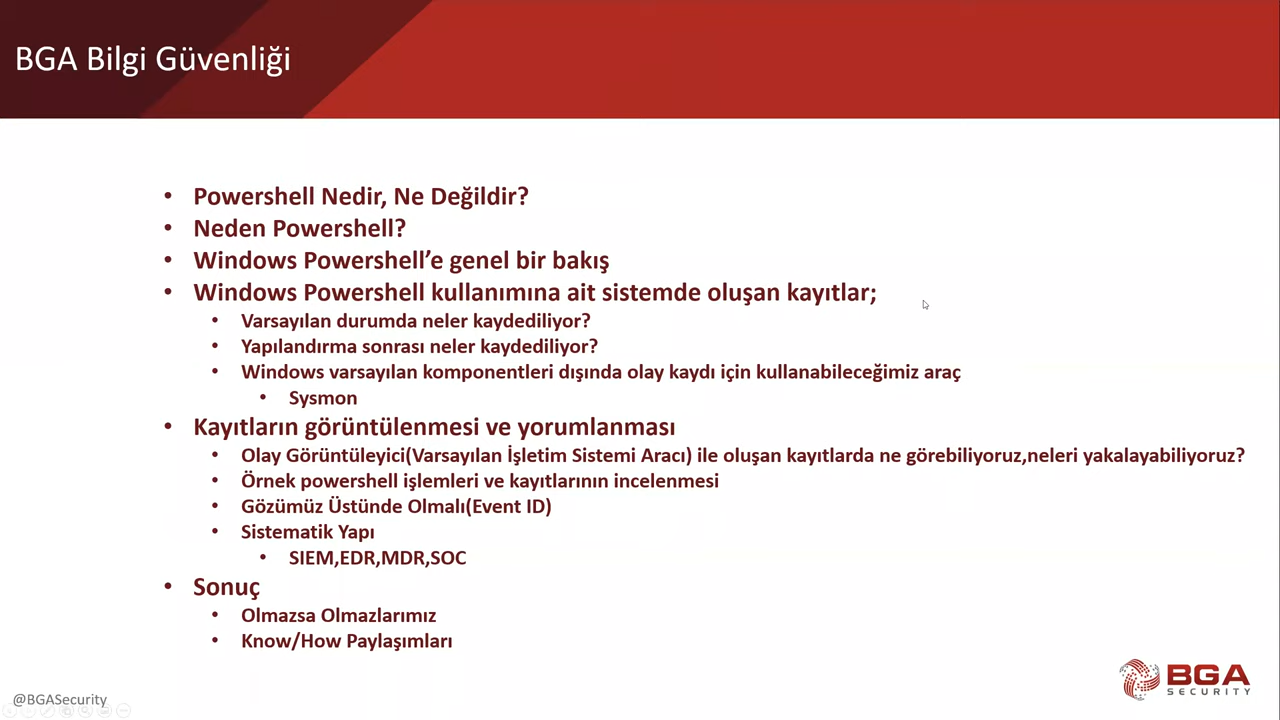 BGA Bilgi Güvenliği
• Powershell Nedir, Ne Değildir?
• Neden Powershell?
• Windows Powershell’e genel bir bakış
• Windows Powershell kullanımına ait sistemde oluşan kayıtlar;
• Varsayılan durumda neler kaydediliyor?
• Yapılandırma sonrası neler kaydediliyor?
• Windows varsayılan komponentleri dışında olay kaydı için kullanabileceğimiz araç
• Sysmon
• Kayıtların görüntülenmesi ve yorumlanması
• Olay Görüntüleyici(Varsayılan İşletim Sistemi Aracı) ile oluşan kayıtlarda ne görebiliyoruz,neleri yakalayabiliyoruz?
• Örnek powershell işlemleri ve kayıtlarının incelenmesi
• Gözümüz Üstünde Olmalı(Event ID)
• Sistematik Yapı
• SIEM,EDR,MDR,SOC
• Sonuç
• Olmazsa Olmazlarımız
• Know/How Paylaşımları
BGA
SECURITY
@BGASecurity